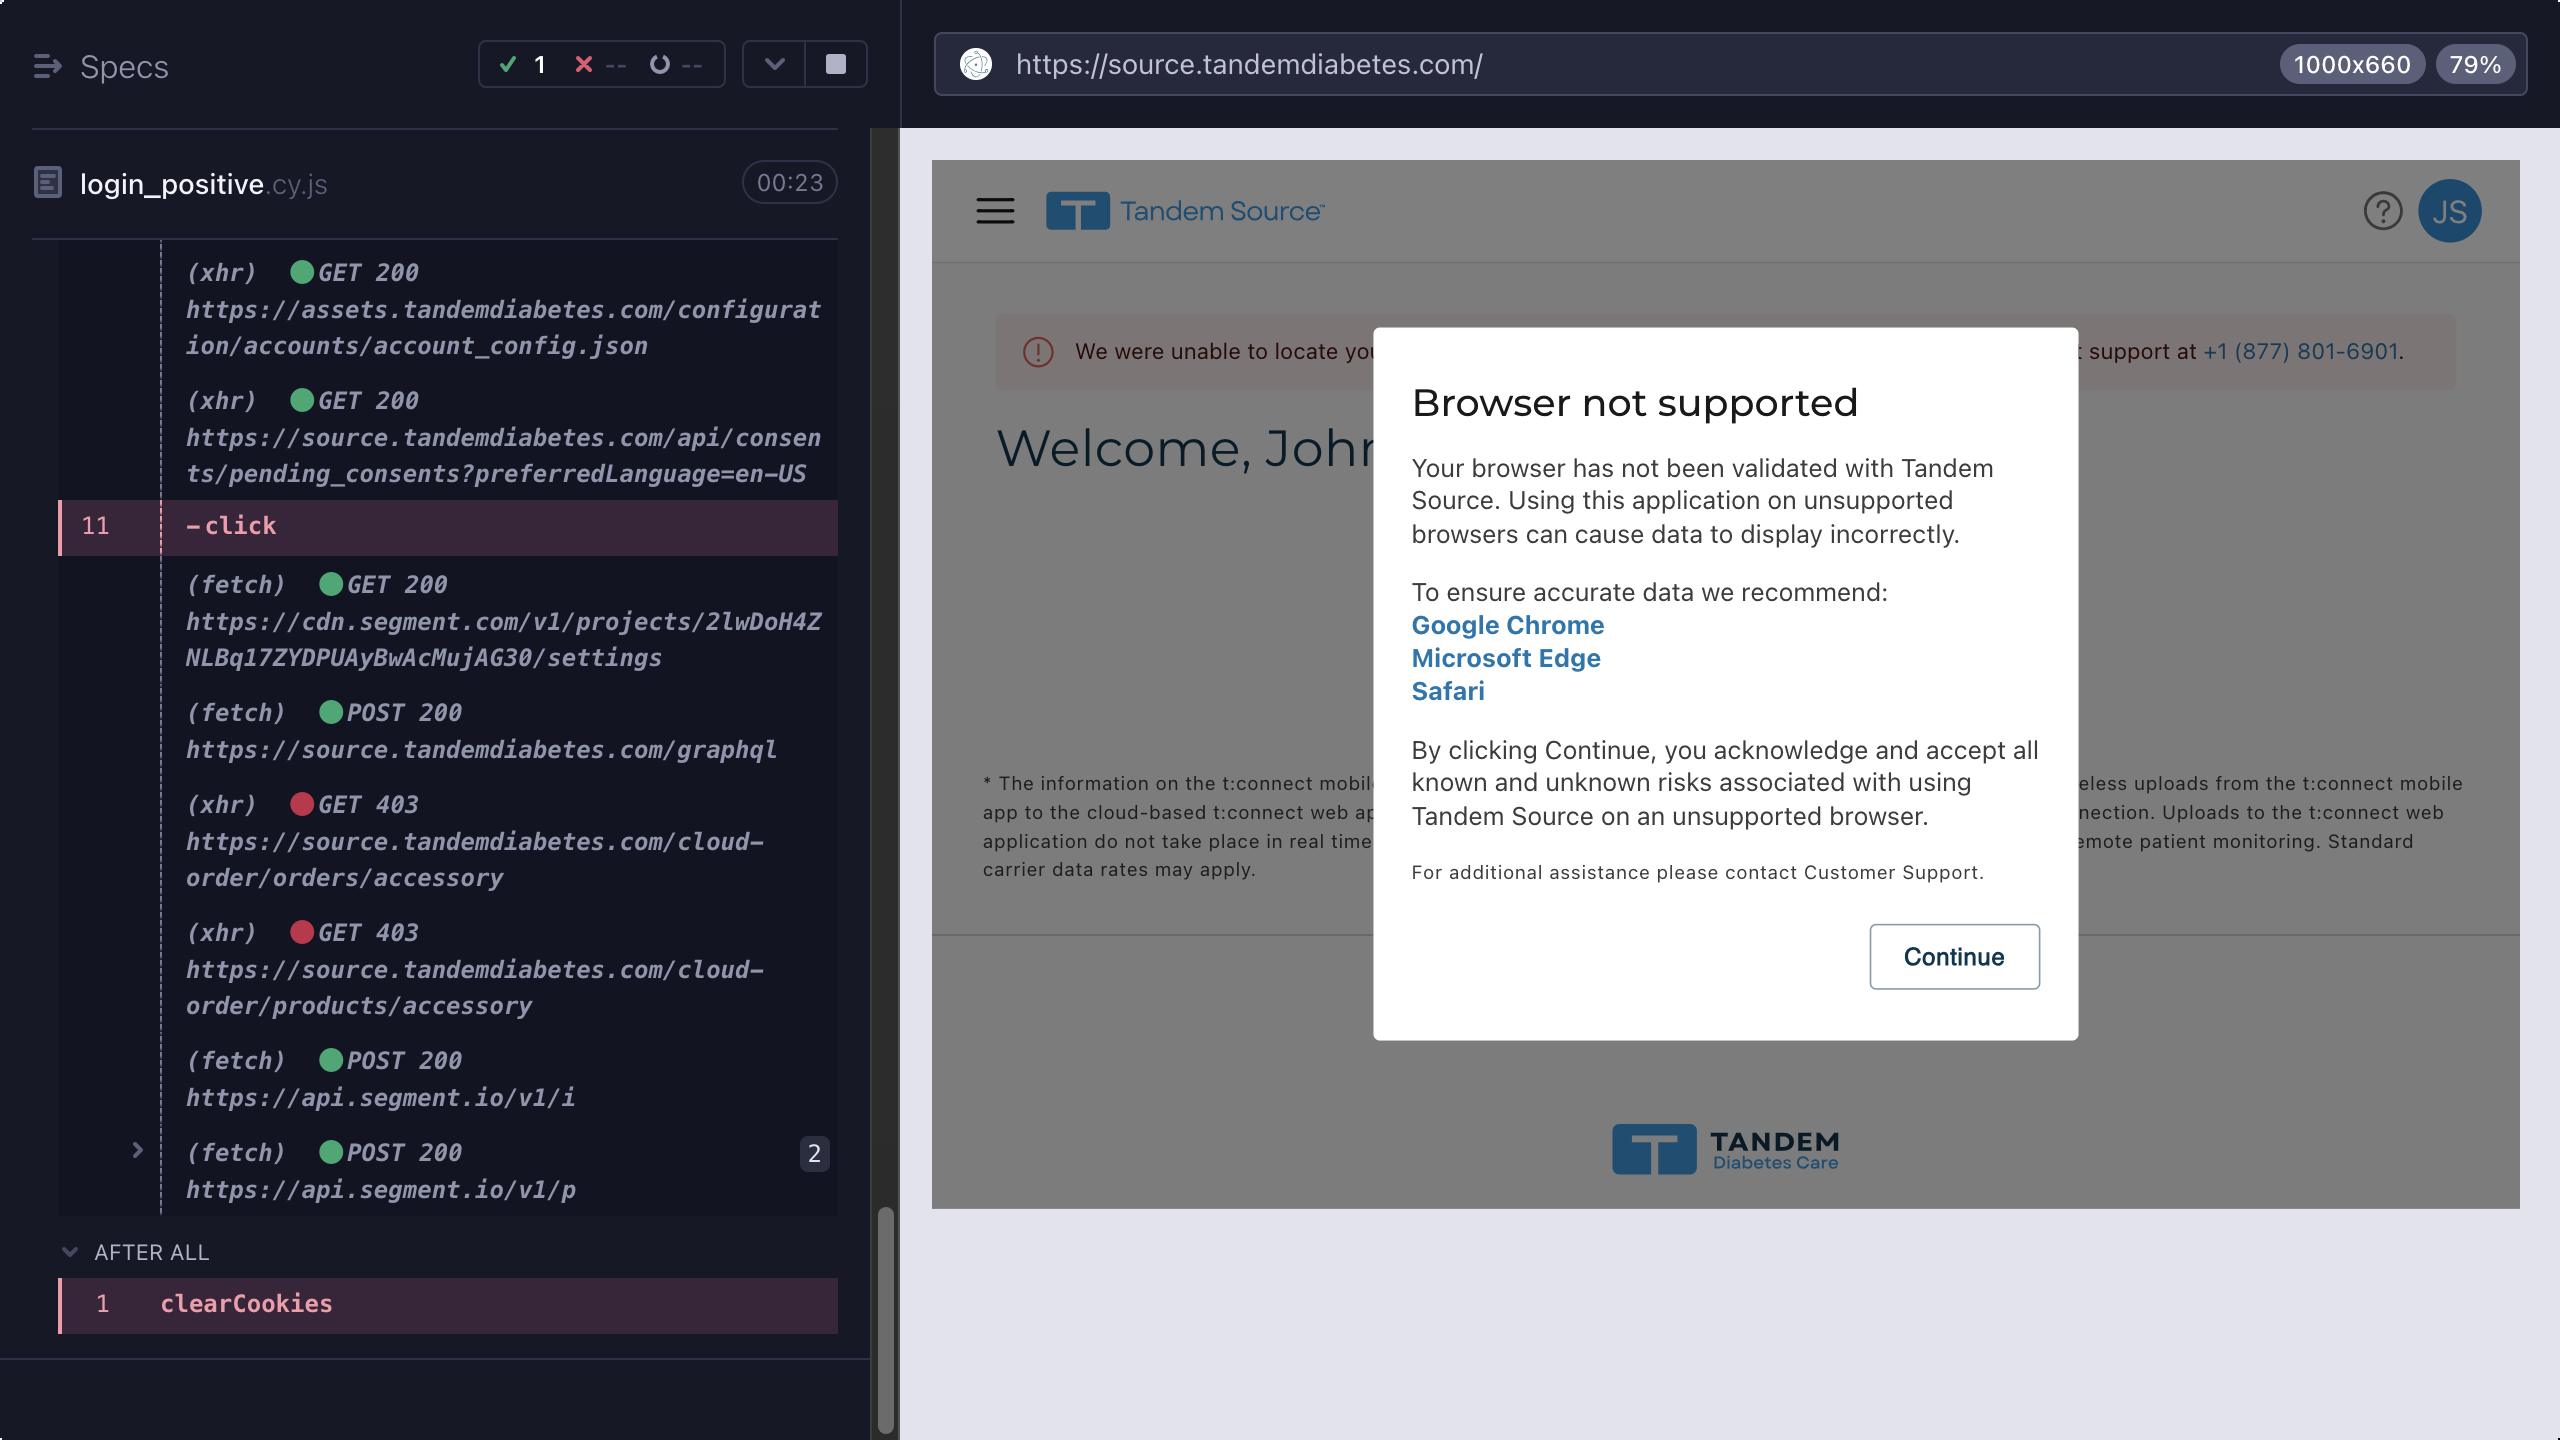 Specs
1
--
--
login_positive.cy.js
00:23
(xhr) GET 200
https://assets.tandemdiabetes.com/configurat
ion/accounts/account_config.json
(xhr) GET 200
https://source.tandemdiabetes.com/api/consen
ts/pending_consents?preferredLanguage=en-US
11 -click
(fetch) GET 200
https://cdn.segment.com/v1/projects/2lwDoH4Z
NLBq17ZYDPUAyBwAcMujAG30/settings
(fetch) POST 200
https://source.tandemdiabetes.com/graphql
(xhr) GET 403
https://source.tandemdiabetes.com/cloud-
order/orders/accessory
(xhr) GET 403
https://source.tandemdiabetes.com/cloud-
order/products/accessory
(fetch) POST 200
https://api.segment.io/v1/i
(fetch) POST 200
2
https://api.segment.io/v1/p
AFTER ALL
1 clearCookies
https://source.tandemdiabetes.com/
1000x660
79%
Tandem Source™
?
JS
We were unable to locate you
t support at +1 (877) 801-6901.
Welcome, John
Browser not supported
Your browser has not been validated with Tandem
Source. Using this application on unsupported
browsers can cause data to display incorrectly.
To ensure accurate data we recommend:
Google Chrome
Microsoft Edge
Safari
By clicking Continue, you acknowledge and accept all
known and unknown risks associated with using
Tandem Source on an unsupported browser.
For additional assistance please contact Customer Support.
Continue
* The information on the t:connect mobil
eless uploads from the t:connect mobile
app to the cloud-based t:connect web ap
nnection. Uploads to the t:connect web
application do not take place in real time
emote patient monitoring. Standard
carrier data rates may apply.
TANDEM
Diabetes Care